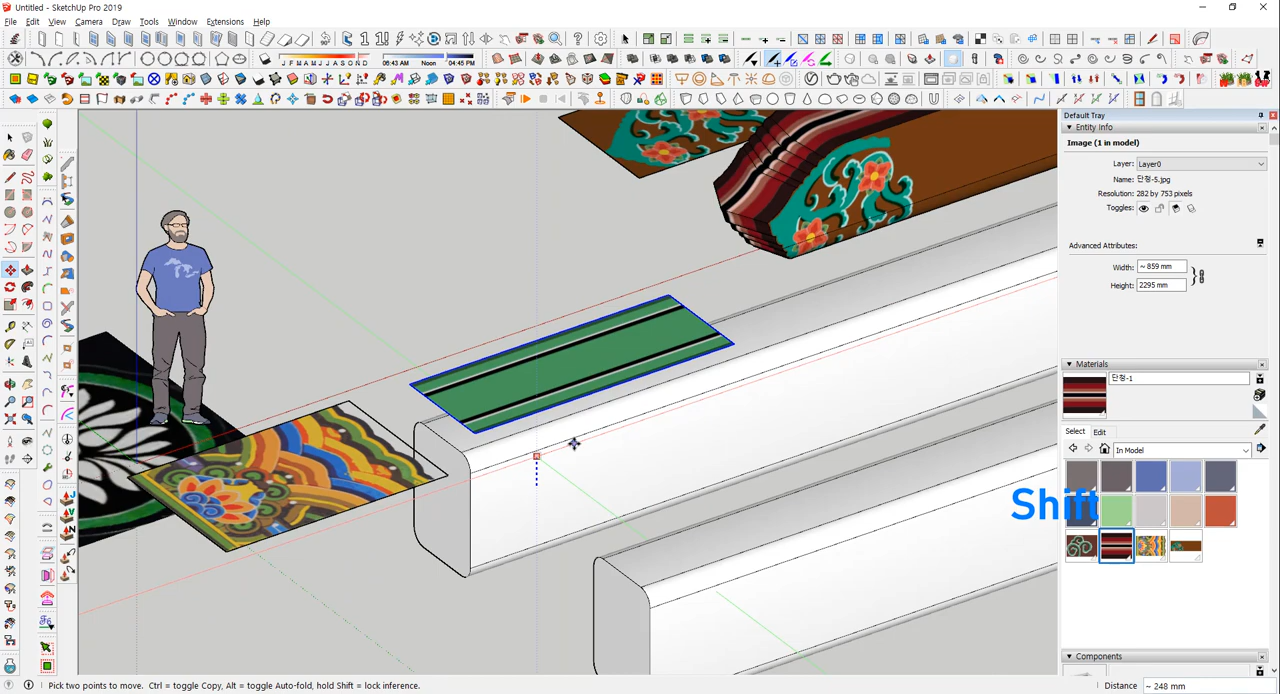 Untitled - SketchUp Pro 2019
File Edit View Camera Draw Tools Window Extensions Help
J F M A M J J A S O N D
06:43 AM Noon 04:45 PM
Default Tray
Entity Info
Image (1 in model)
Layer: Layer0
Name: 단청-5.jpg
Resolution: 282 by 753 pixels
Toggles:
Advanced Attributes:
Width: ~ 859 mm
Height: 2295 mm
Materials
단청-1
Select Edit
In Model
Shift
Components
Pick two points to move. Ctrl = toggle Copy, Alt = toggle Auto-fold, hold Shift = lock inference.
Distance ~ 248 mm